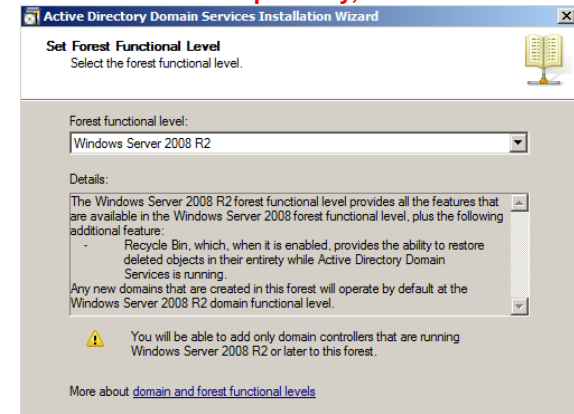 Active Directory Domain Services Installation Wizard
Set Forest Functional Level
Select the forest functional level.
Forest functional level:
Windows Server 2008 R2
Details:
The Windows Server 2008 R2 forest functional level provides all the features that
are available in the Windows Server 2008 forest functional level, plus the following
additional feature:
- Recycle Bin, which, when it is enabled, provides the ability to restore
deleted objects in their entirety while Active Directory Domain
Services is running.
Any new domains that are created in this forest will operate by default at the
Windows Server 2008 R2 domain functional level.
You will be able to add only domain controllers that are running
Windows Server 2008 R2 or later to this forest.
More about domain and forest functional levels